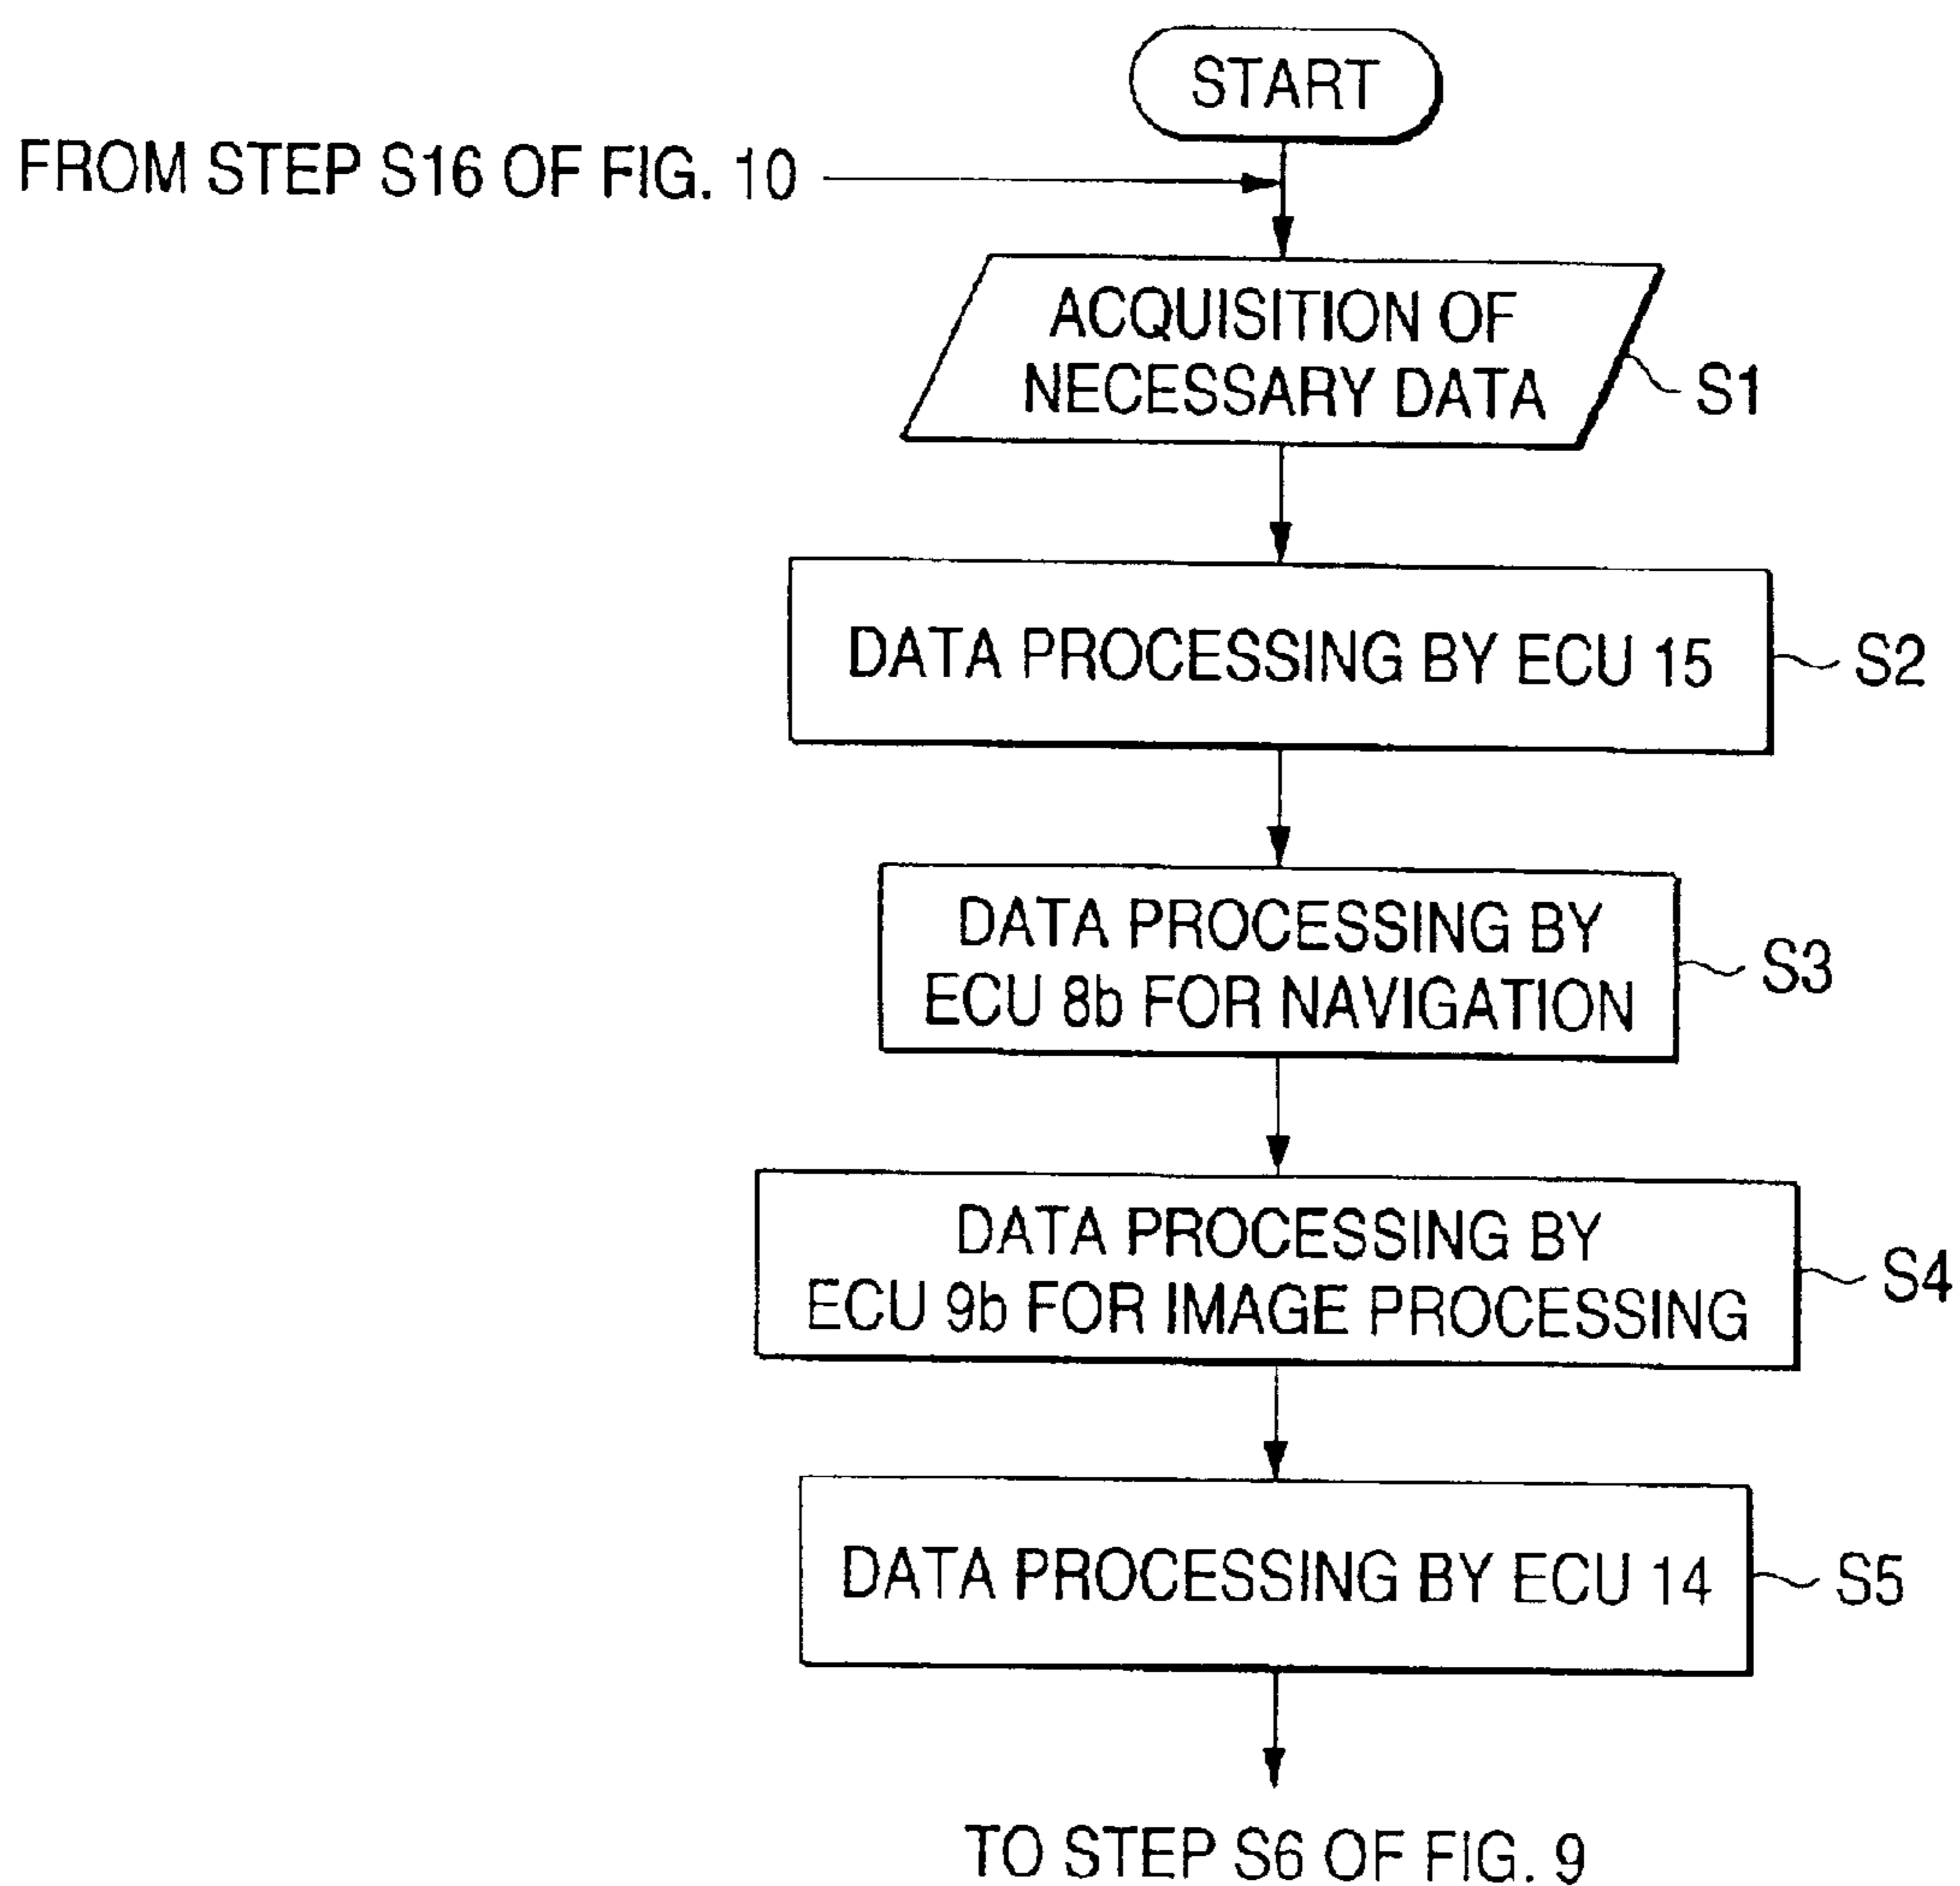 START
FROM STEP S16 OF FIG. 10
ACQUISITION OF
NECESSARY DATA
S1
DATA PROCESSING BY ECU 15
S2
DATA PROCESSING BY
ECU 8b FOR NAVIGATION
S3
DATA PROCESSING BY
ECU 9b FOR IMAGE PROCESSING
S4
DATA PROCESSING BY ECU 14
S5
TO STEP S6 OF FIG. 9